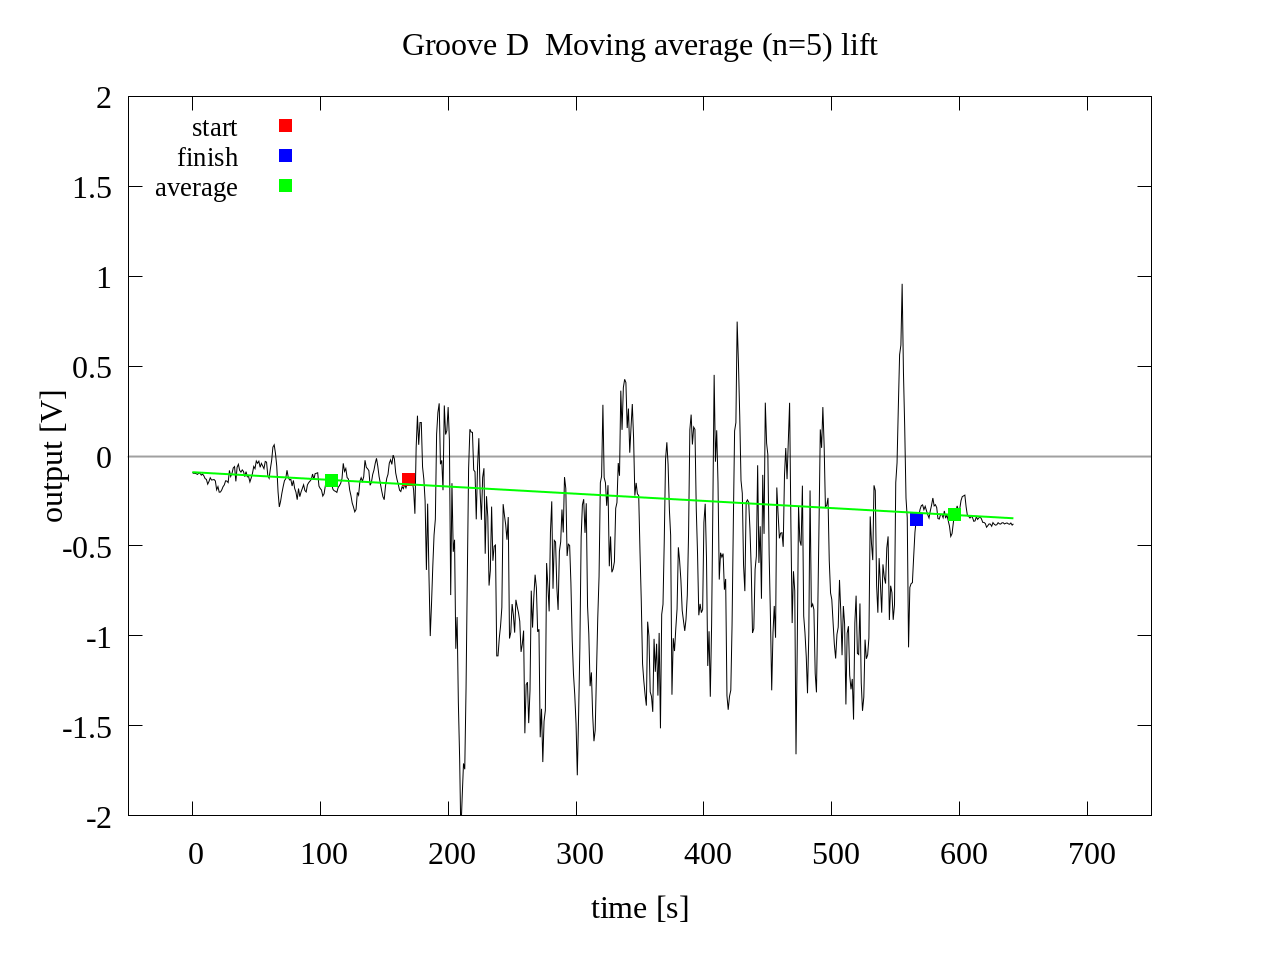 Groove D  Moving average (n=5) lift
start
finish
average
output [V]
2
1.5
1
0.5
0
-0.5
-1
-1.5
-2
0 100 200 300 400 500 600 700
time [s]